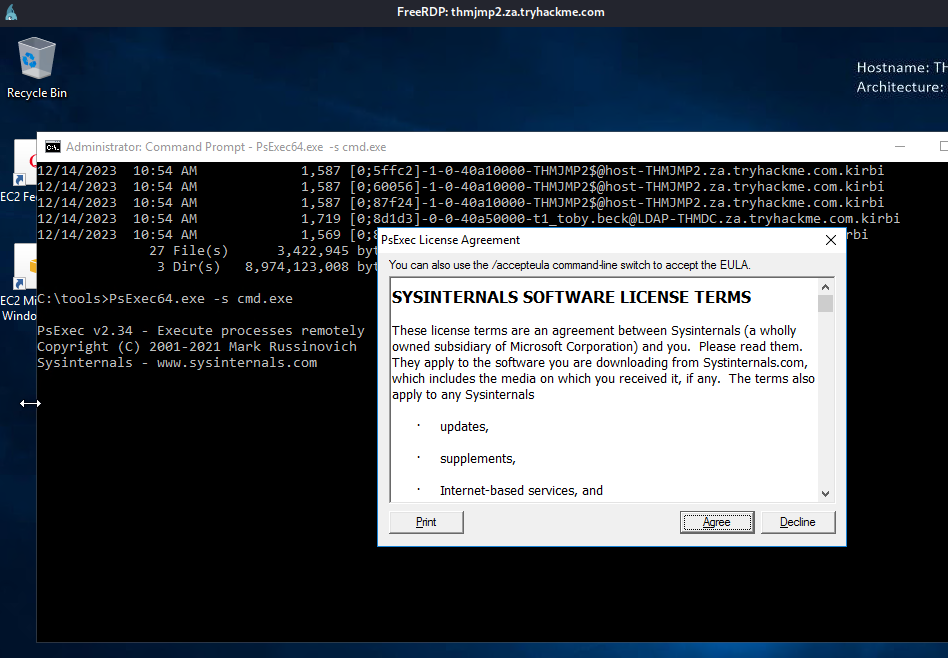 FreeRDP: thmjmp2.za.tryhackme.com
Recycle Bin
Hostname: TH
Architecture:
Administrator: Command Prompt - PsExec64.exe -s cmd.exe
12/14/2023 10:54 AM 1,587 [0;5ffc2]-1-0-40a10000-THMJMP2$@host-THMJMP2.za.tryhackme.com.kirbi
12/14/2023 10:54 AM 1,587 [0;60056]-1-0-40a10000-THMJMP2$@host-THMJMP2.za.tryhackme.com.kirbi
12/14/2023 10:54 AM 1,587 [0;87f24]-1-0-40a10000-THMJMP2$@host-THMJMP2.za.tryhackme.com.kirbi
12/14/2023 10:54 AM 1,719 [0;8d1d3]-0-0-40a50000-t1_toby.beck@LDAP-THMDC.za.tryhackme.com.kirbi
12/14/2023 10:54 AM 1,569 [0;8 rbi
27 File(s) 3,422,945 byt
3 Dir(s) 8,974,123,008 byt
C:\tools>PsExec64.exe -s cmd.exe
PsExec v2.34 - Execute processes remotely
Copyright (C) 2001-2021 Mark Russinovich
Sysinternals - www.sysinternals.com
EC2 Fe
EC2 Mi
Windo
PsExec License Agreement
You can also use the /accepteula command-line switch to accept the EULA.
SYSINTERNALS SOFTWARE LICENSE TERMS
These license terms are an agreement between Sysinternals (a wholly
owned subsidiary of Microsoft Corporation) and you. Please read them.
They apply to the software you are downloading from Systinternals.com,
which includes the media on which you received it, if any. The terms also
apply to any Sysinternals
· updates,
· supplements,
· Internet-based services, and
Print
Agree
Decline